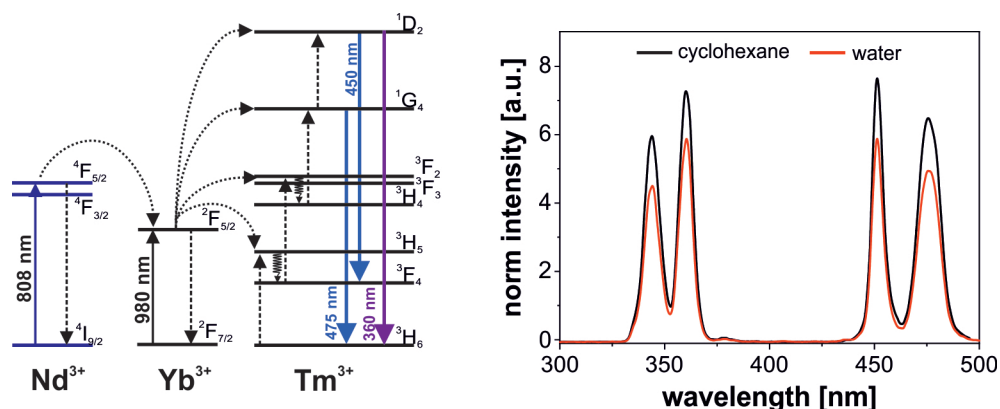 ¹D₂
450 nm
¹G₄
³F₂
³F₃
³H₄
³H₅
³F₄
475 nm
360 nm
³H₆
⁴F₅/₂
⁴F₃/₂
²F₅/₂
808 nm
980 nm
⁴I₉/₂
²F₇/₂
Nd³⁺ Yb³⁺ Tm³⁺
cyclohexane water
norm intensity [a.u.]
8
6
4
2
0
300 350 400 450 500
wavelength [nm]